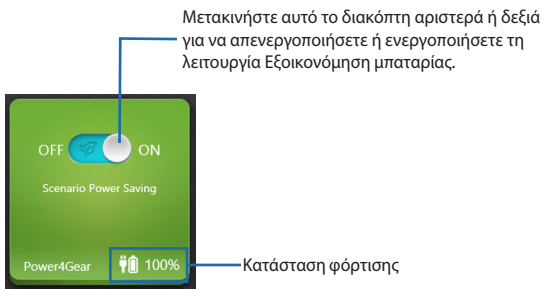 Μετακινήστε αυτό το διακόπτη αριστερά ή δεξιά
για να απενεργοποιήσετε ή ενεργοποιήσετε τη
λειτουργία Εξοικονόμηση μπαταρίας.
OFF ON
Scenario Power Saving
Power4Gear 100%
Κατάσταση φόρτισης